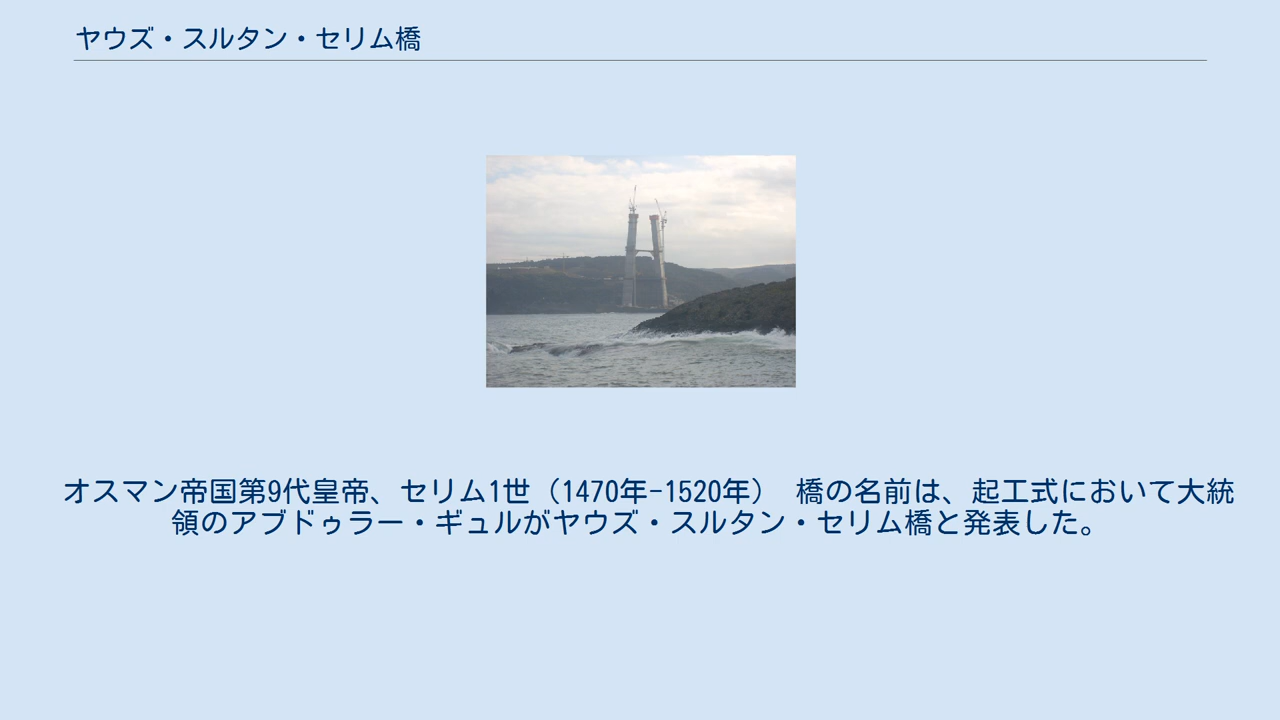 ヤウズ・スルタン・セリム橋
オスマン帝国第9代皇帝、セリム1世（1470年-1520年） 橋の名前は、起工式において大統
領のアブドゥラー・ギュルがヤウズ・スルタン・セリム橋と発表した。